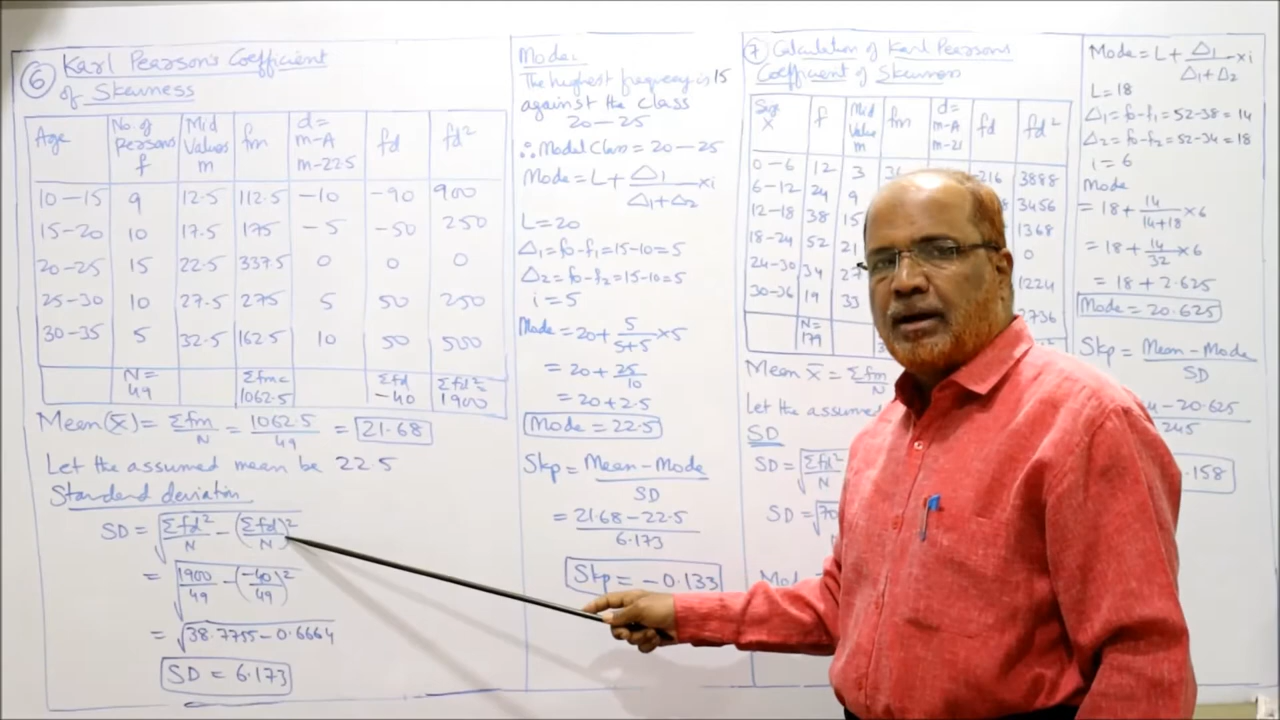 6 Karl Pearson's Coefficient
of Skewness
Age No. of Persons f Mid Values m fm d= m-A m-22.5 fd fd²
10-15 9 12.5 112.5 -10 -90 900
15-20 10 17.5 175 -5 -50 250
20-25 15 22.5 337.5 0 0 0
25-30 10 27.5 275 5 50 250
30-35 5 32.5 162.5 10 50 500
N= 49 Σfm= 1062.5 Σfd -40 Σfd²= 1900
Mean(x̄) = Σfm/N = 1062.5/49 = 21.68
Let the assumed mean be 22.5
Standard deviation
SD = √(Σfd²/N - (Σfd/N)²)
= √(1900/49 - (-40/49)²)
= √38.7755-0.6664
SD = 6.173
Mode:
The highest frequency is 15
against the class
20-25
∴ Modal Class = 20-25
Mode = L + Δ1/(Δ1+Δ2) ×i
L=20
Δ1 = f0-f1 = 15-10 = 5
Δ2 = f0-f2 = 15-10 = 5
i = 5
Mode = 20 + 5/(5+5) ×5
= 20 + 25/10
= 20+2.5
Mode = 22.5
Skp = Mean-Mode/SD
= 21.68-22.5/6.173
Skp = -0.133
7 Calculation of Karl Pearsons
Coefficient of Skewness
Size X f Mid Value m fm d= m-A m-21 fd fd²
0-6 12 3 36 -216 3888
6-12 24 9 3456
12-18 38 15 1368
18-24 52 21 0
24-30 34 27 1224
30-36 19 33 2736
N= 179
Mean X̄ = Σfm/N
Let the assumed
SD
SD = √Σfd²/N
SD = √
Mode = L + Δ1/(Δ1+Δ2) ×i
L=18
Δ1 = f0-f1 = 52-38 = 14
Δ2 = f0-f2 = 52-34 = 18
i = 6
Mode
= 18 + 14/(14+18) ×6
= 18 + 14/32 ×6
= 18 + 2.625
Mode = 20.625
Skp = Mean-Mode/SD
-20.625
245
.158